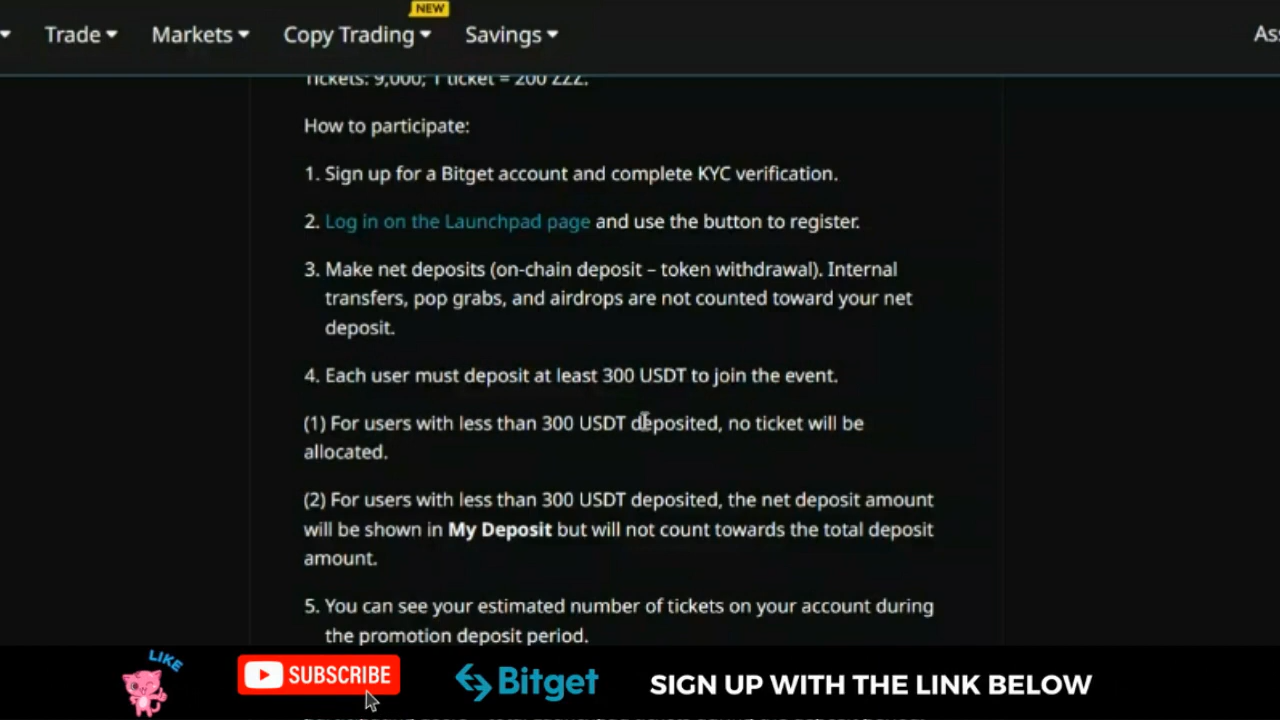 NEW
Trade Markets Copy Trading Savings
Tickets: 9,000; 1 ticket = 200 ZZZ.
How to participate:
1. Sign up for a Bitget account and complete KYC verification.
2. Log in on the Launchpad page and use the button to register.
3. Make net deposits (on-chain deposit – token withdrawal). Internal
transfers, pop grabs, and airdrops are not counted toward your net
deposit.
4. Each user must deposit at least 300 USDT to join the event.
(1) For users with less than 300 USDT deposited, no ticket will be
allocated.
(2) For users with less than 300 USDT deposited, the net deposit amount
will be shown in My Deposit but will not count towards the total deposit
amount.
5. You can see your estimated number of tickets on your account during
the promotion deposit period.
LIKE
SUBSCRIBE
Bitget
SIGN UP WITH THE LINK BELOW